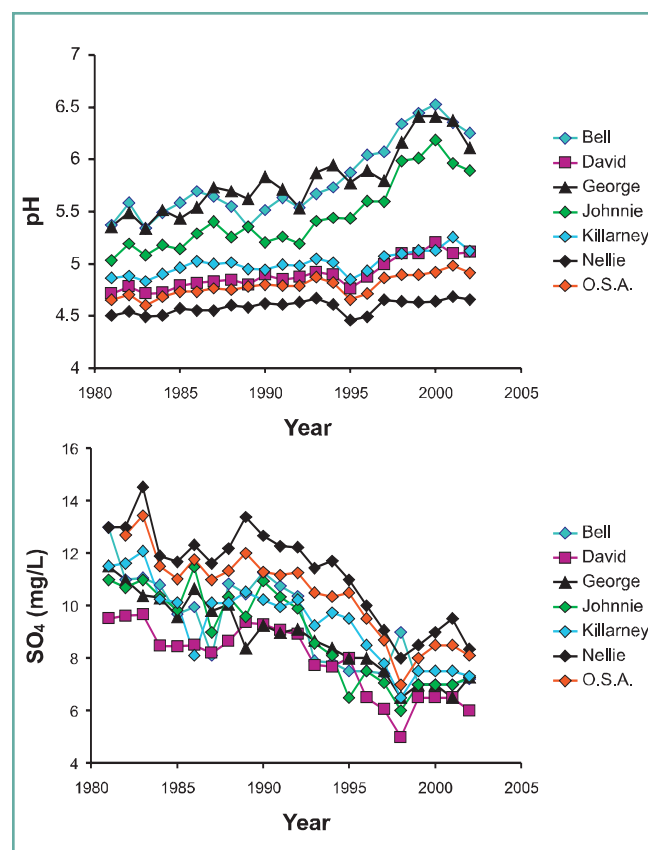 7
6.5
6
5.5
5
4.5
4
pH
1980 1985 1990 1995 2000 2005
Year
Bell
David
George
Johnnie
Killarney
Nellie
O.S.A.
16
14
12
10
8
6
4
SO₄ (mg/L)
1980 1985 1990 1995 2000 2005
Year
Bell
David
George
Johnnie
Killarney
Nellie
O.S.A.